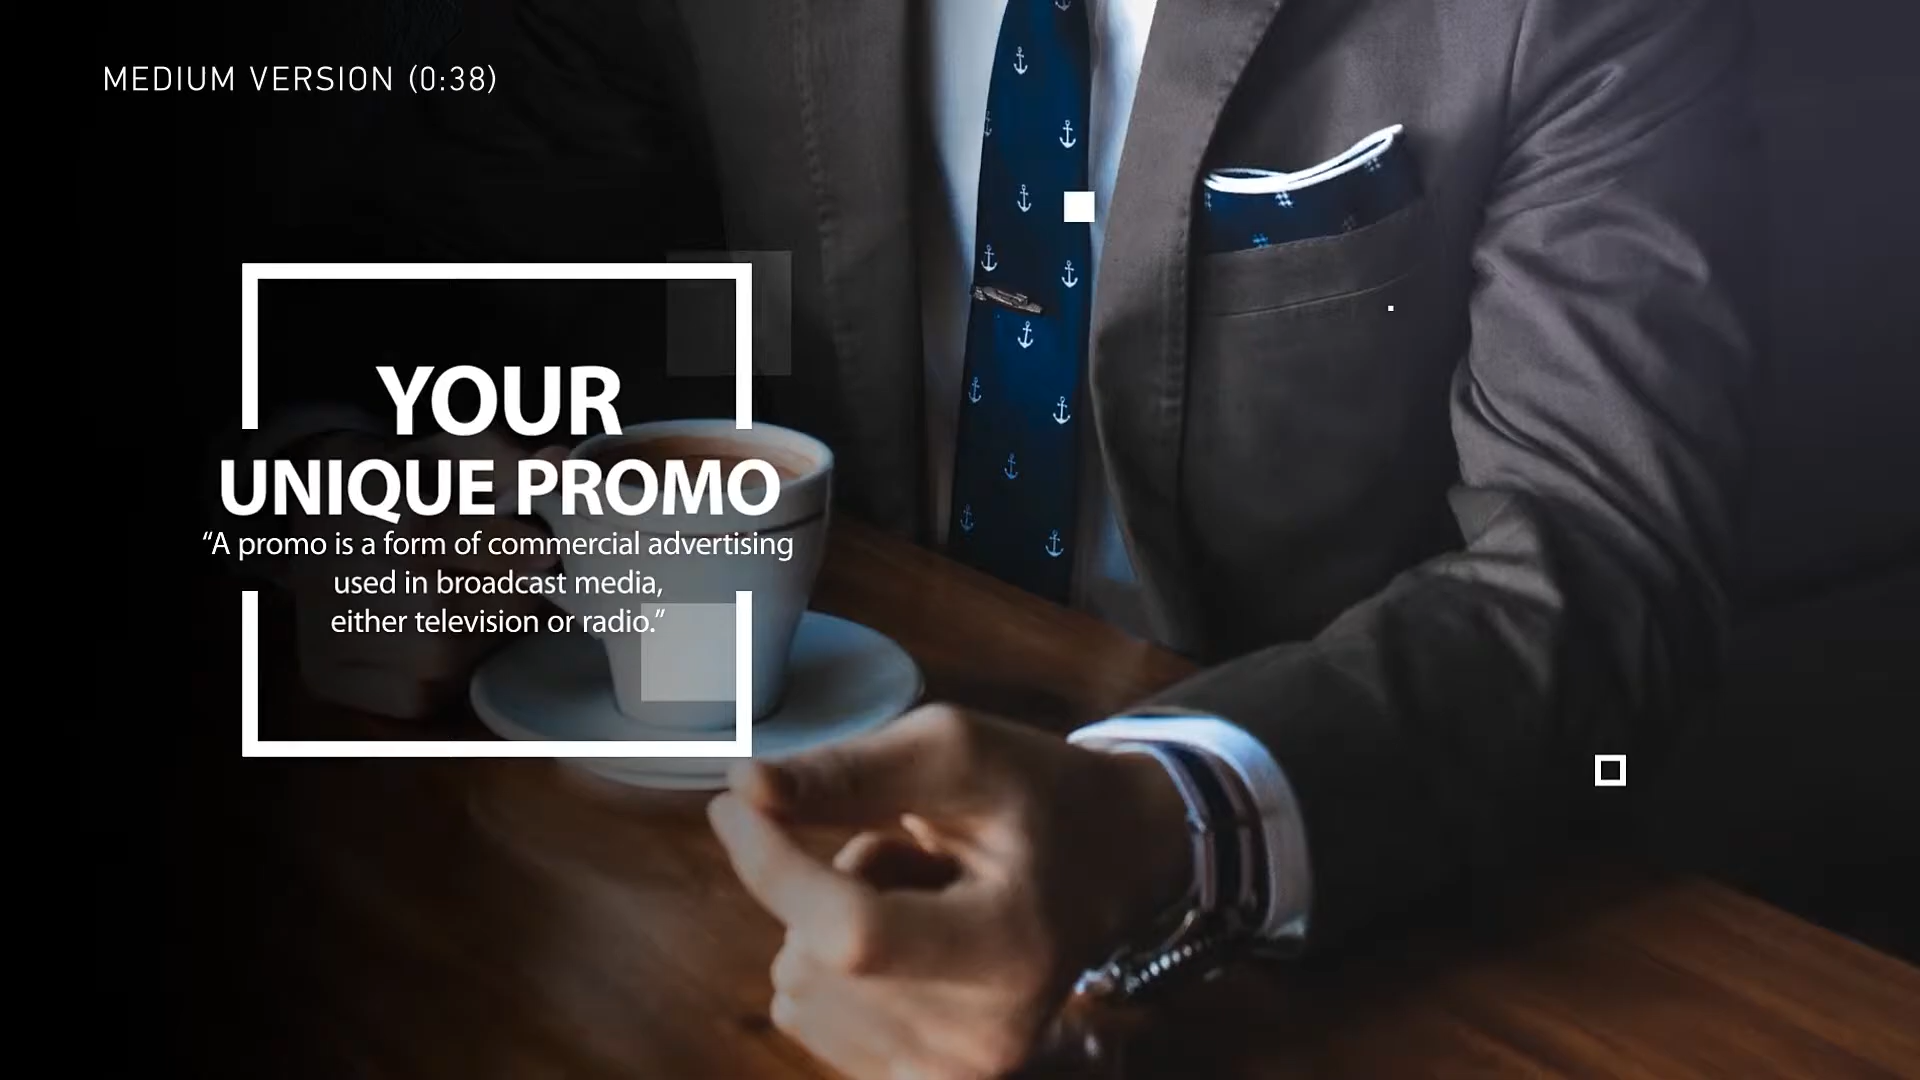 MEDIUM VERSION (0:38)
YOUR
UNIQUE PROMO
“A promo is a form of commercial advertising
used in broadcast media,
either television or radio.”